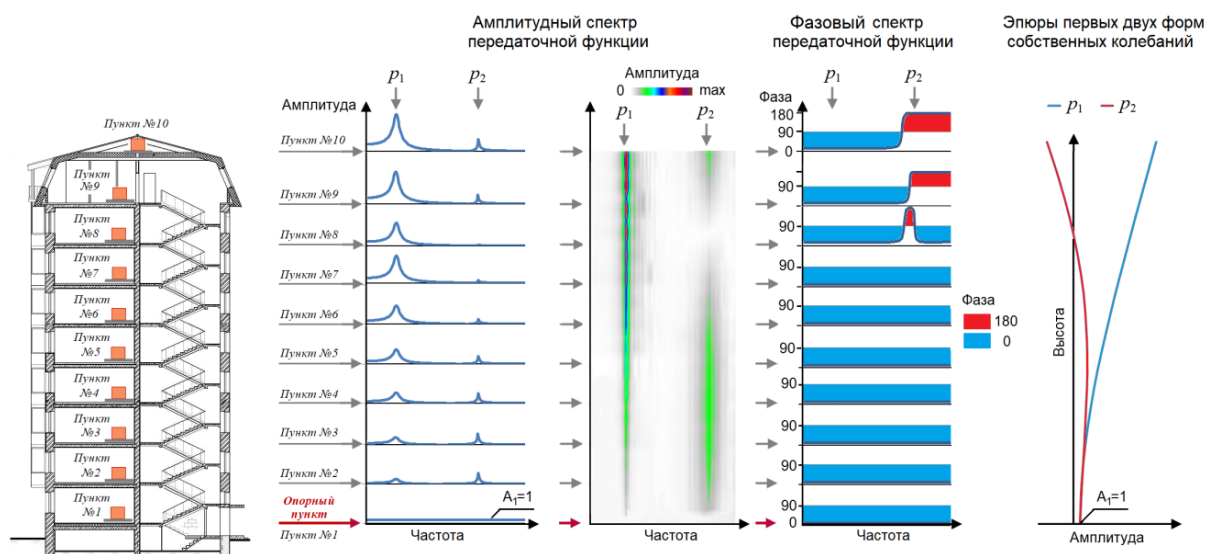 Амплитудный спектр
передаточной функции
Фазовый спектр
передаточной функции
Эпюры первых двух форм
собственных колебаний
Пункт №10
Пункт
№9
Пункт
№8
Пункт
№7
Пункт
№6
Пункт
№5
Пункт
№4
Пункт
№3
Пункт
№2
Пункт
№1
Амплитуда
p₁
p₂
Пункт №10
Пункт №9
Пункт №8
Пункт №7
Пункт №6
Пункт №5
Пункт №4
Пункт №3
Пункт №2
Опорный
пункт
Пункт №1
A₁=1
Частота
Амплитуда
0 max
p₁
p₂
Частота
Фаза
p₁
p₂
180
90
0
90
90
90
90
90
90
90
90
90
0
Частота
Фаза
180
0
p₁ p₂
Высота
A₁=1
Амплитуда